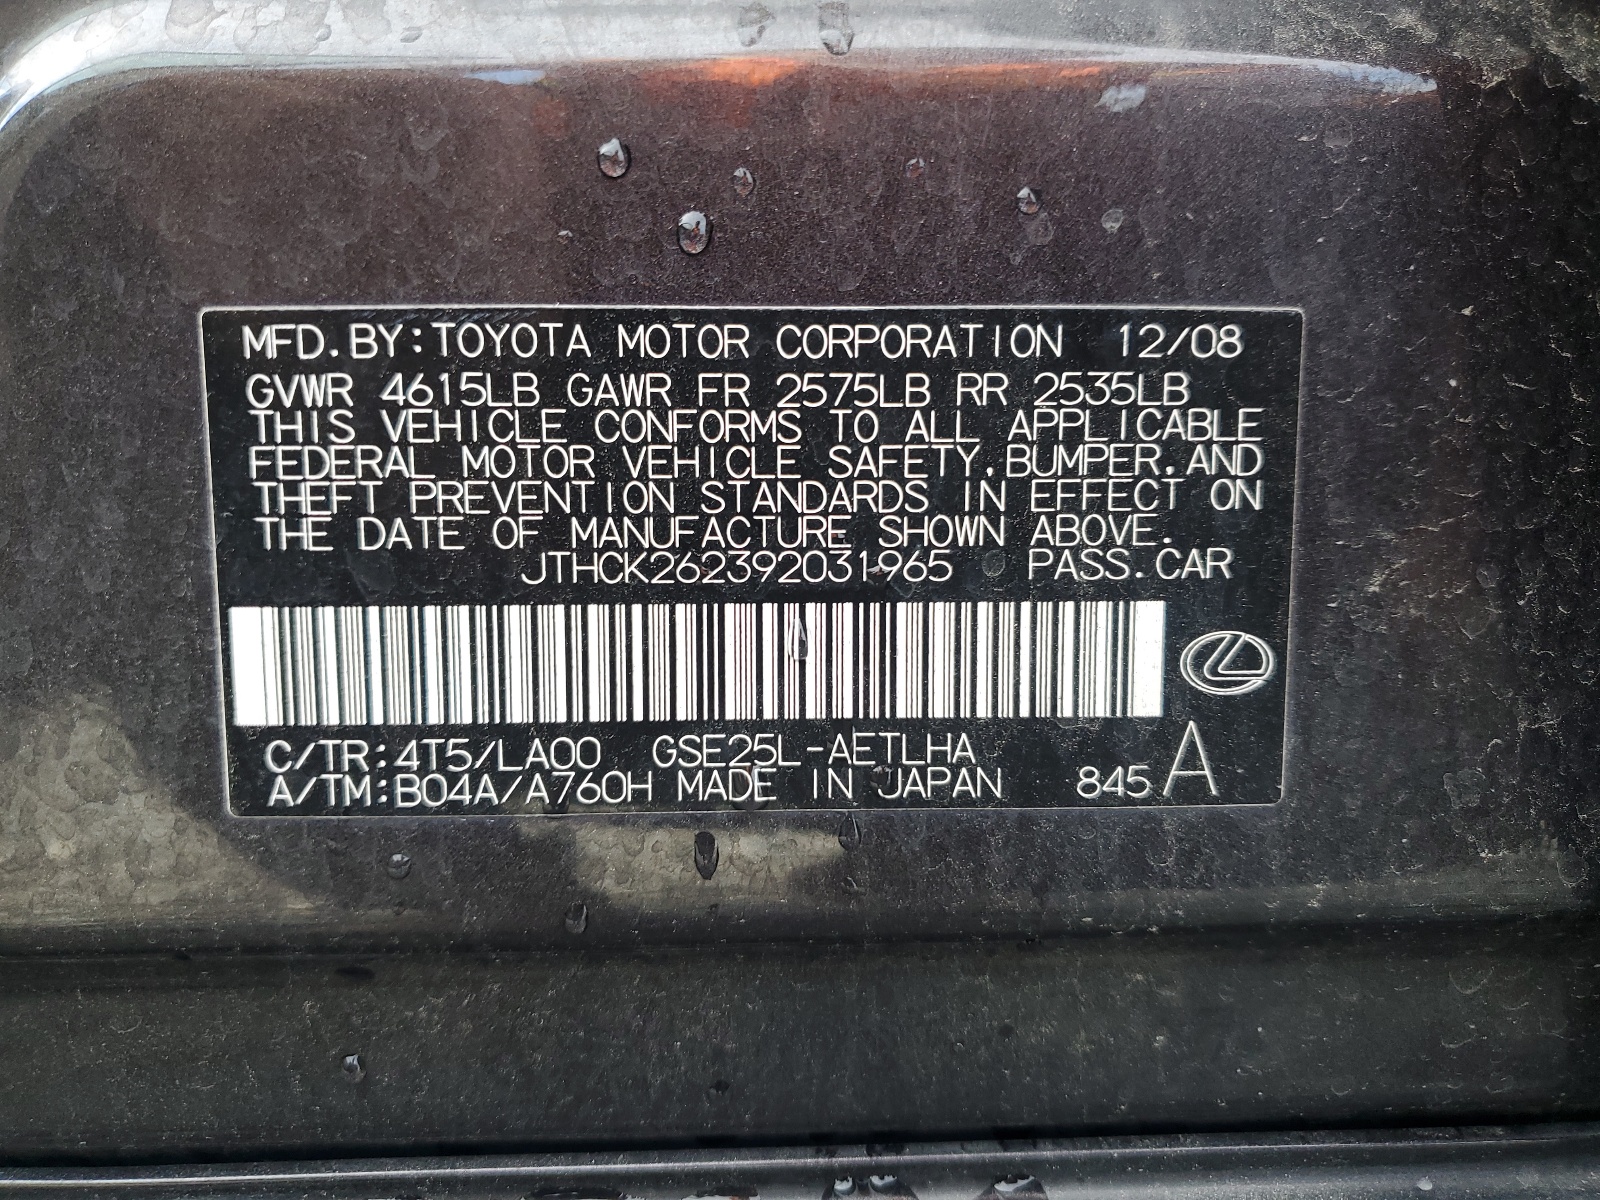 MFD.BY:TOYOTA MOTOR CORPORATION 12/08
GVWR 4615LB GAWR FR 2575LB RR 2535LB
THIS VEHICLE CONFORMS TO ALL APPLICABLE
FEDERAL MOTOR VEHICLE SAFETY,BUMPER,AND
THEFT PREVENTION STANDARDS IN EFFECT ON
THE DATE OF MANUFACTURE SHOWN ABOVE.
JTHCK262392031965 PASS.CAR
C/TR:4T5/LA00 GSE25L-AETLHA
A/TM:B04A/A760H MADE IN JAPAN 845 A